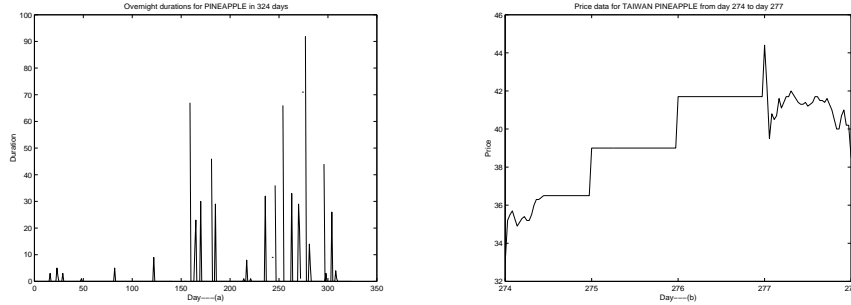 Overnight durations for PINEAPPLE in 324 days
100
90
80
70
60
50
40
30
20
10
0
Duration
0 50 100 150 200 250 300 350
Day−−−(a)
Price data for TAIWAN PINEAPPLE from day 274 to day 277
46
44
42
40
38
36
34
32
Price
274 275 276 277
Day−−−(b)